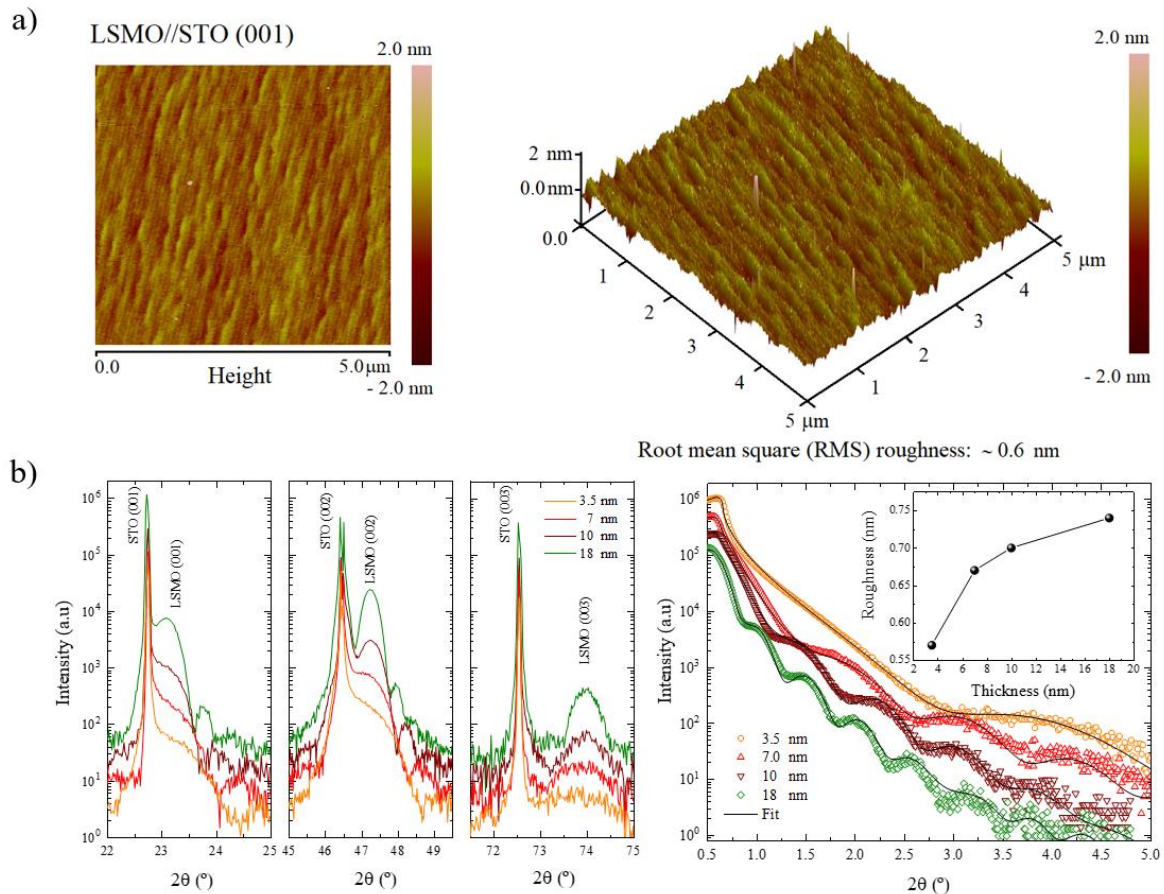 a)
LSMO//STO (001)
2.0 nm
- 2.0 nm
0.0
5.0 μm
Height
2.0 nm
- 2.0 nm
2 nm
0.0 nm
0.0
1
2
3
4
5 μm
1
2
3
4
5 μm
Root mean square (RMS) roughness: ~ 0.6 nm
b)
Intensity (a.u)
10⁶
10⁵
10⁴
10³
10²
10¹
10⁰
STO (001)
LSMO (001)
22 23 24 25
2θ (º)
STO (002)
LSMO (002)
45 46 47 48 49
2θ (º)
STO (003)
LSMO (003)
3.5 nm
7 nm
10 nm
18 nm
72 73 74 75
2θ (º)
Intensity (a.u)
10⁶
10⁵
10⁴
10³
10²
10¹
10⁰
3.5 nm
7.0 nm
10 nm
18 nm
Fit
0.5 1.0 1.5 2.0 2.5 3.0 3.5 4.0 4.5 5.0
2θ (º)
Roughness (nm)
0.75
0.70
0.65
0.60
0.55
2 4 6 8 10 12 14 16 18 20
Thickness (nm)